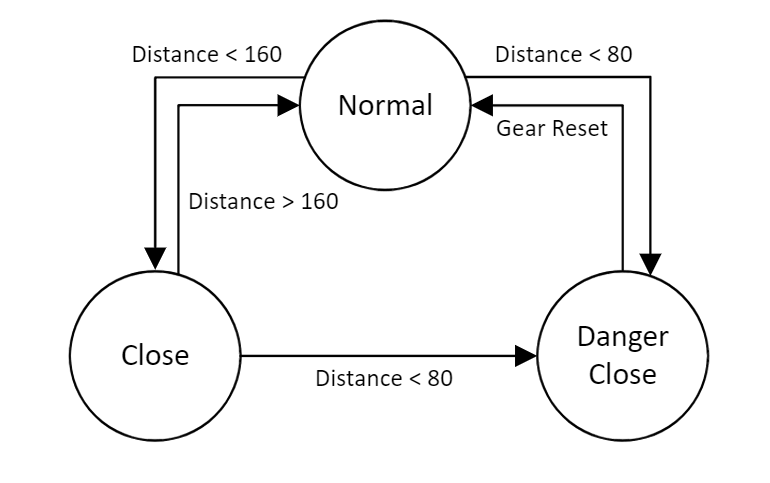 Distance < 160
Distance < 80
Normal
Gear Reset
Distance > 160
Close
Danger
Close
Distance < 80